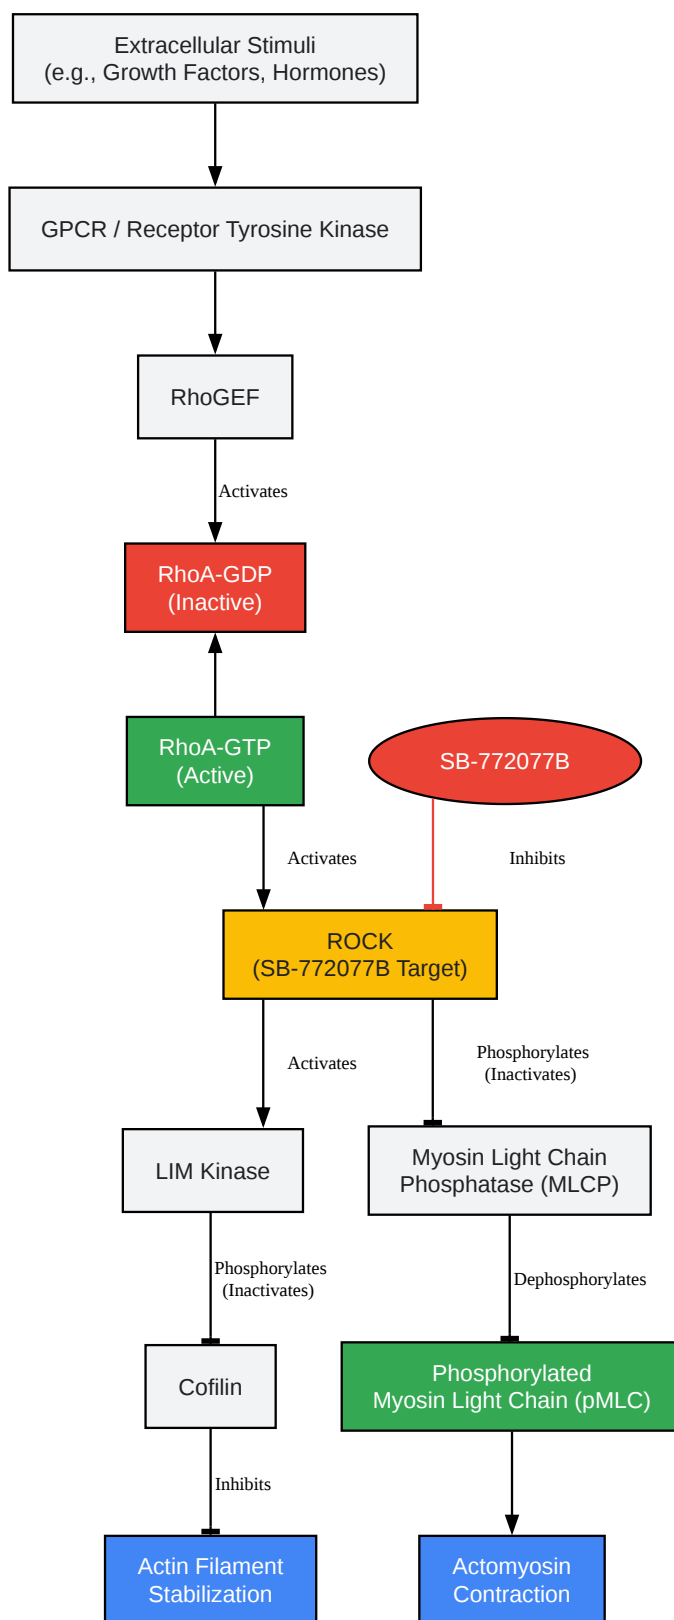 Extracellular Stimuli
(e.g., Growth Factors, Hormones)
GPCR / Receptor Tyrosine Kinase
RhoGEF
Activates
RhoA-GDP
(Inactive)
RhoA-GTP
(Active)
SB-772077B
Activates
Inhibits
ROCK
(SB-772077B Target)
Activates
Phosphorylates
(Inactivates)
LIM Kinase
Myosin Light Chain
Phosphatase (MLCP)
Phosphorylates
(Inactivates)
Dephosphorylates
Cofilin
Phosphorylated
Myosin Light Chain (pMLC)
Inhibits
Actin Filament
Stabilization
Actomyosin
Contraction